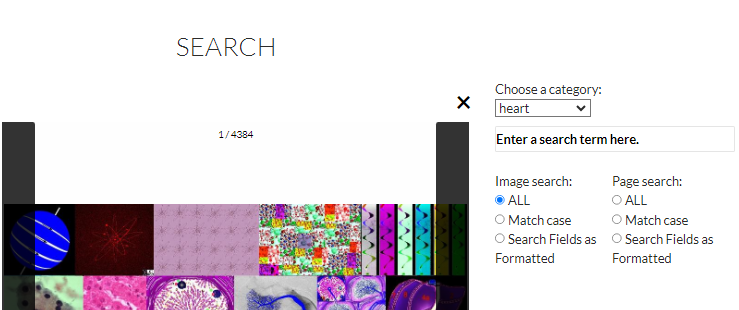 SEARCH
×
1 / 4384
Choose a category:
heart
Enter a search term here.
Image search:
ALL
Match case
Search Fields as
Formatted
Page search:
ALL
Match case
Search Fields as
Formatted